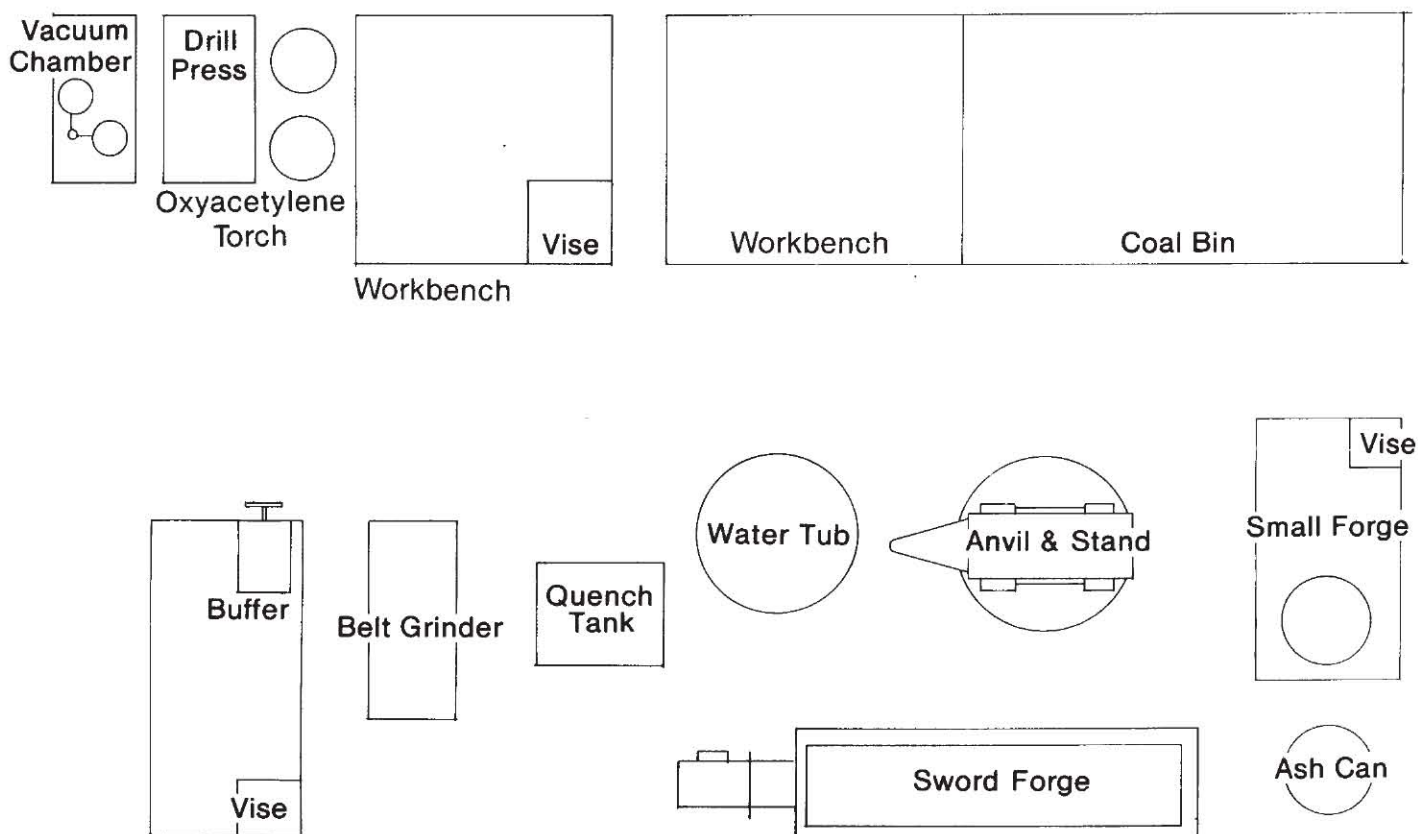 Vacuum
Chamber
Drill
Press
Oxyacetylene
Torch
Vise
Workbench
Workbench
Coal Bin
Vise
Small Forge
Water Tub
Anvil & Stand
Quench
Tank
Buffer
Belt Grinder
Sword Forge
Ash Can
Vise